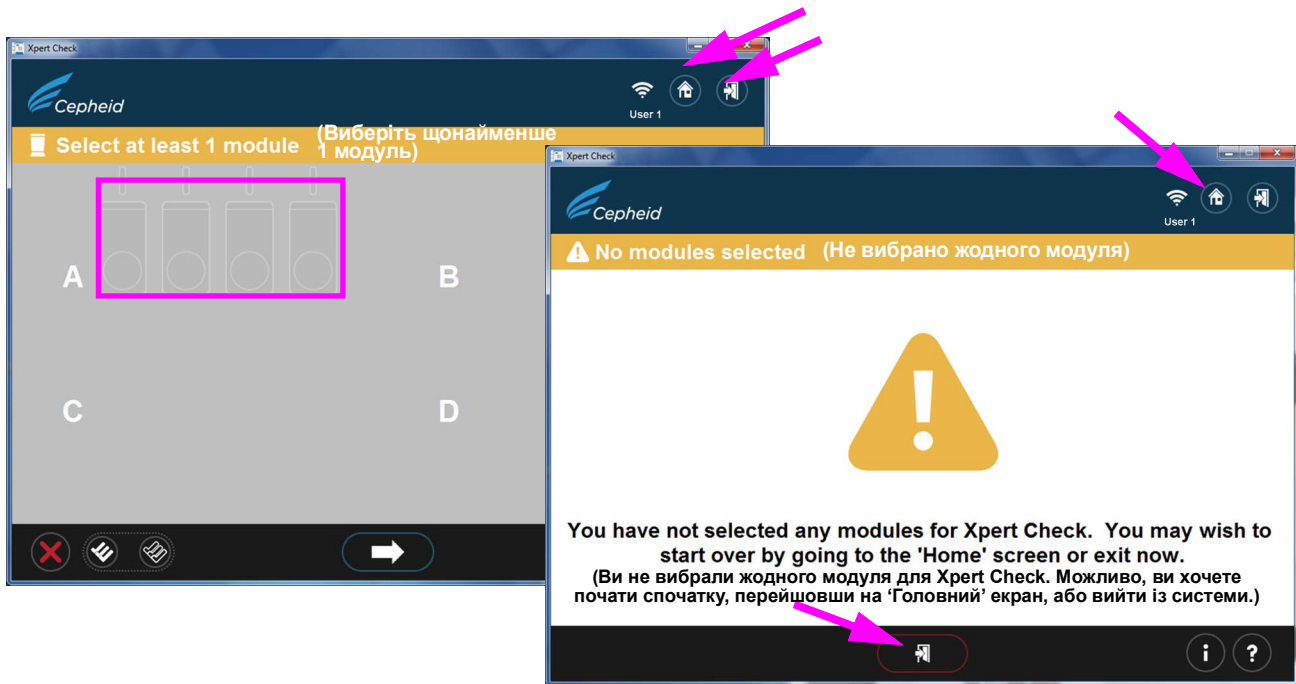 Xpert Check
Cepheid
User 1
Select at least 1 module (Виберіть щонайменше
1 модуль)
A
B
C
D
Xpert Check
Cepheid
User 1
No modules selected (Не вибрано жодного модуля)
You have not selected any modules for Xpert Check. You may wish to
start over by going to the 'Home' screen or exit now.
(Ви не вибрали жодного модуля для Xpert Check. Можливо, ви хочете
почати спочатку, перейшовши на ‘Головний’ екран, або вийти із системи.)
i ?